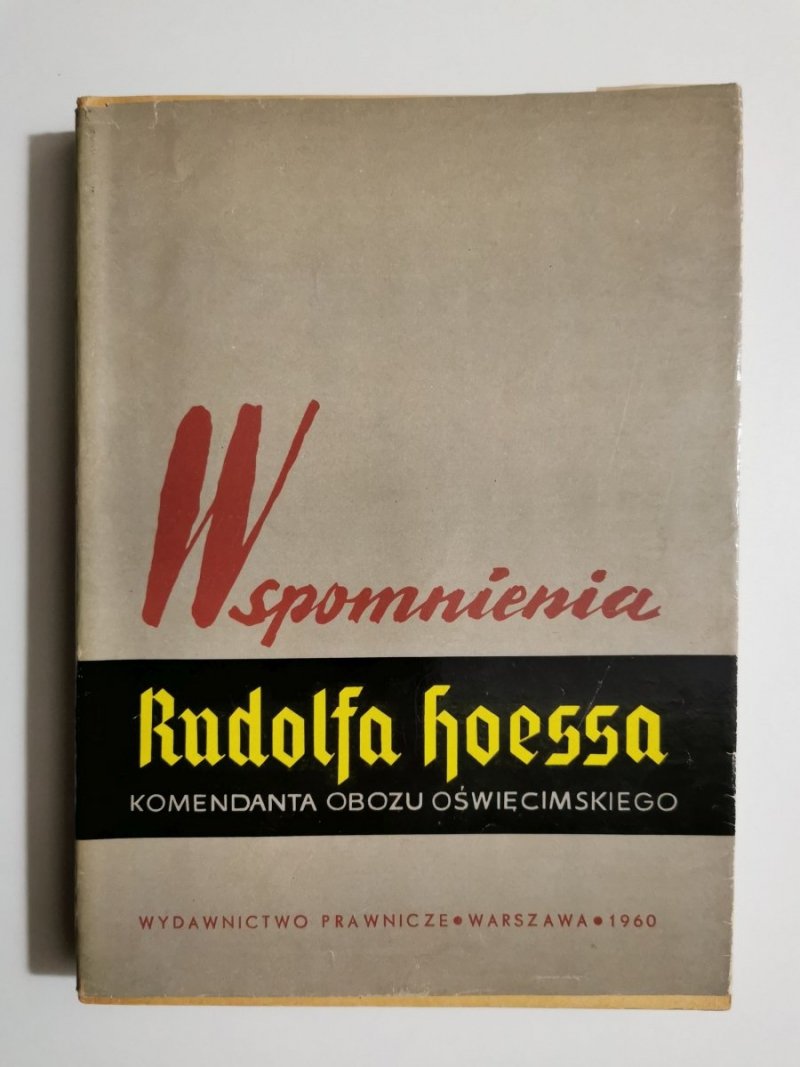 Wspomnienia
Rudolfa Hoessa
KOMENDANTA OBOZU OŚWIĘCIMSKIEGO
WYDAWNICTWO PRAWNICZE • WARSZAWA • 1960